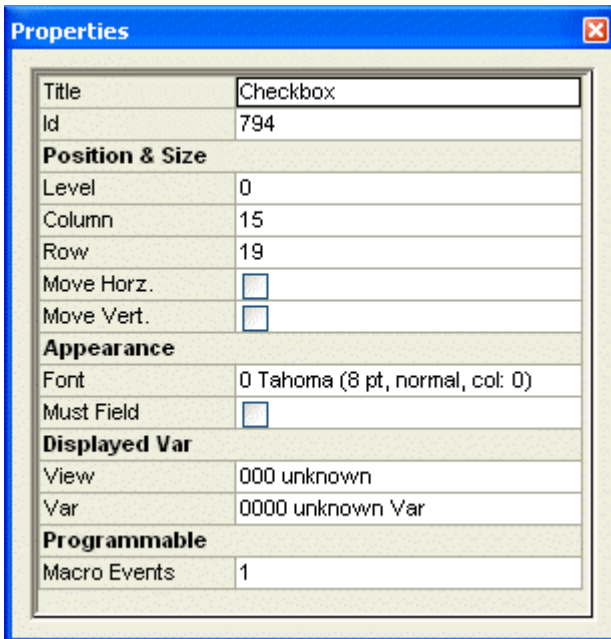 Properties
Title Checkbox
Id 794
Position & Size
Level 0
Column 15
Row 19
Move Horz.
Move Vert.
Appearance
Font 0 Tahoma (8 pt, normal, col: 0)
Must Field
Displayed Var
View 000 unknown
Var 0000 unknown Var
Programmable
Macro Events 1